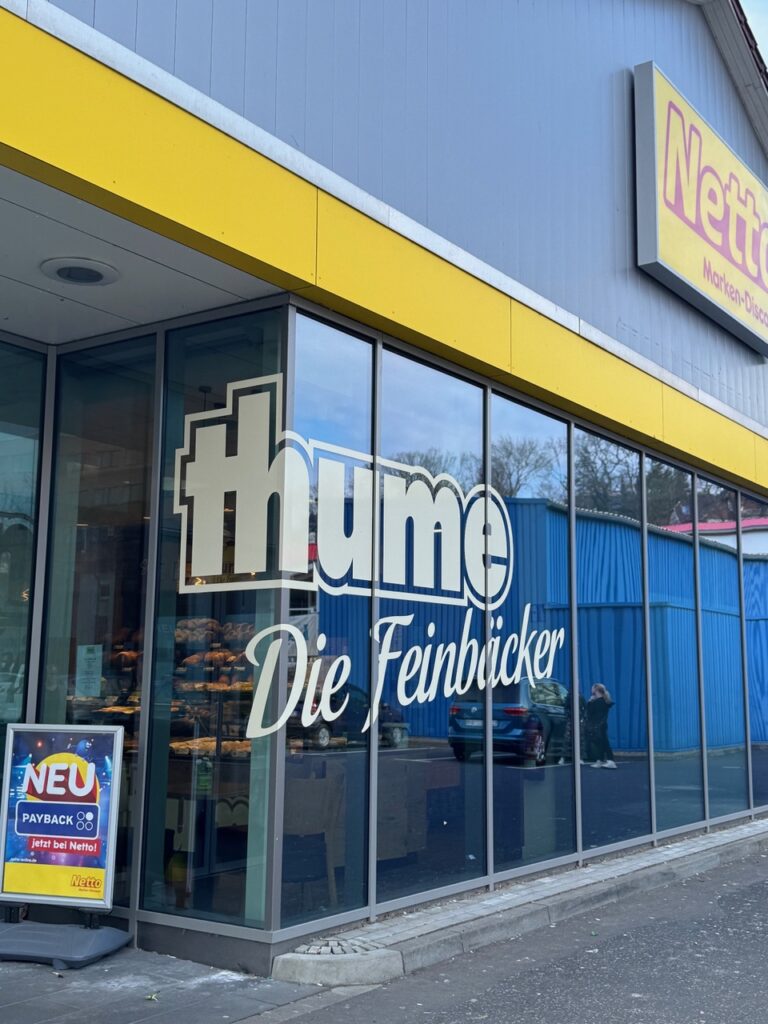 Netto
Marken-Disco
thume
Die Feinbäcker
NEU
PAYBACK
jetzt bei Netto!
Netto